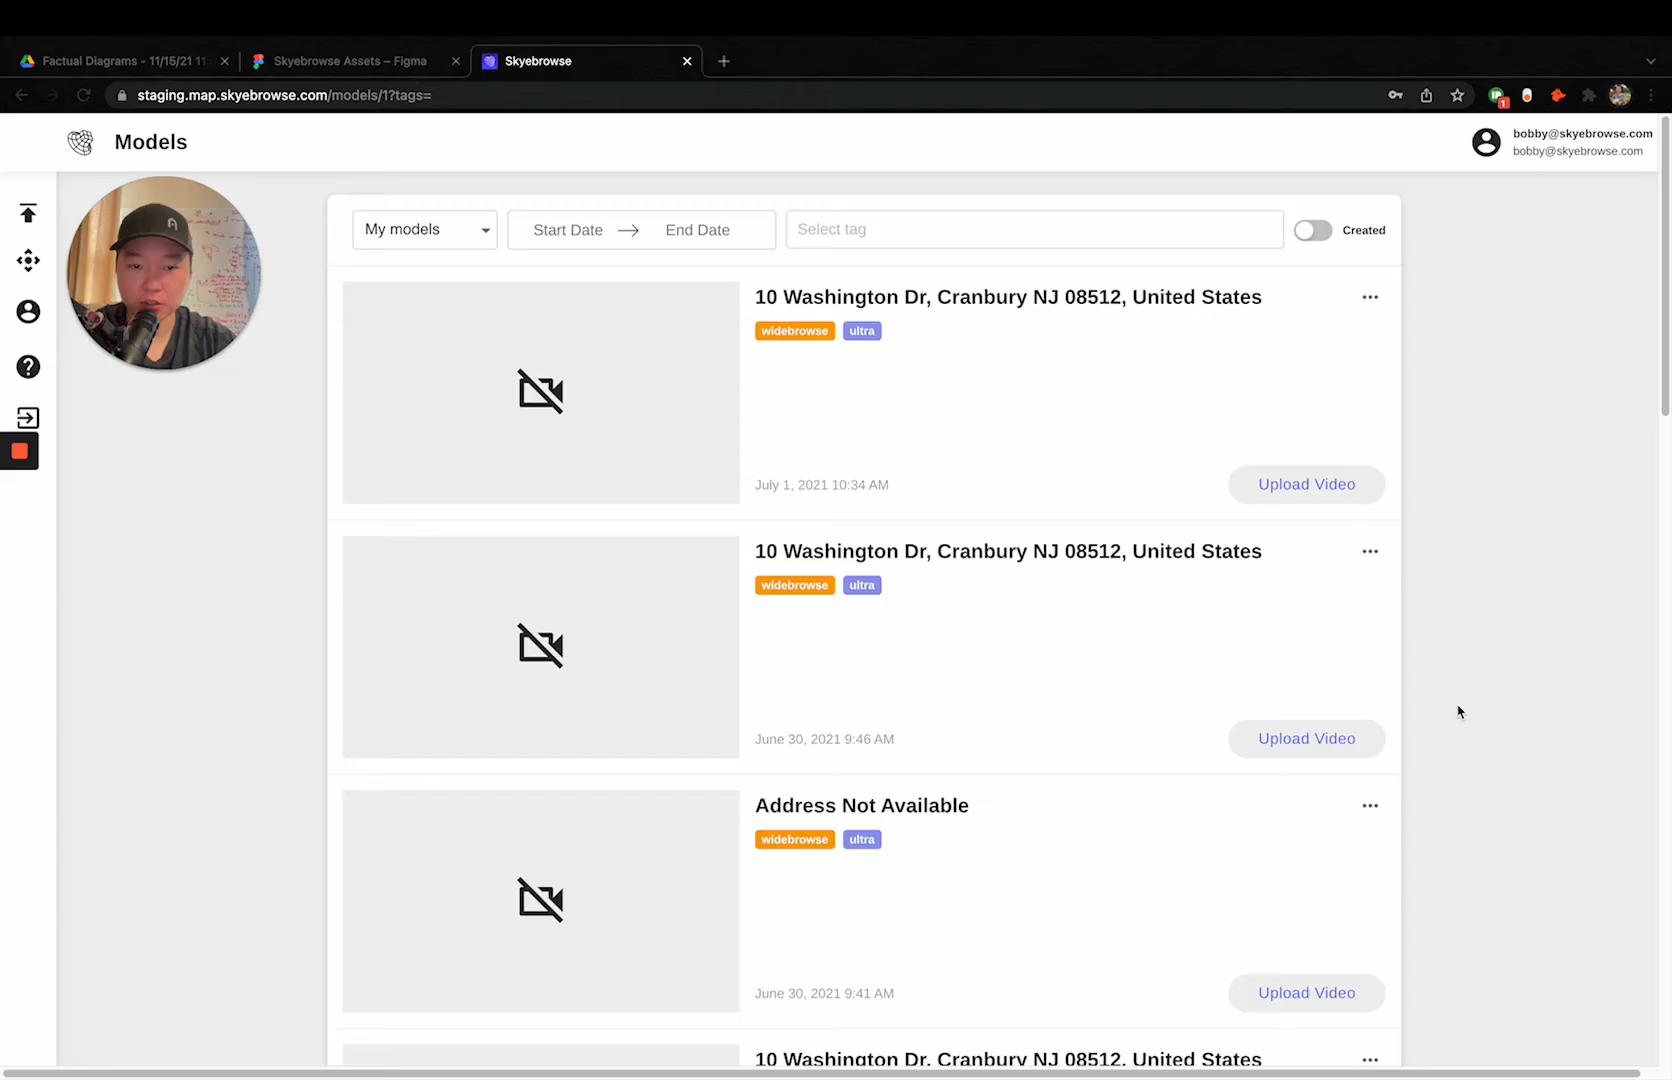 Factual Diagrams - 11/15/21 11
Skyebrowse Assets – Figma
Skyebrowse
staging.map.skyebrowse.com/models/1?tags=
1
Models
bobby@skyebrowse.com
bobby@skyebrowse.com
My models
Start Date
End Date
Select tag
Created
10 Washington Dr, Cranbury NJ 08512, United States
widebrowse
ultra
July 1, 2021 10:34 AM
Upload Video
10 Washington Dr, Cranbury NJ 08512, United States
widebrowse
ultra
June 30, 2021 9:46 AM
Upload Video
Address Not Available
widebrowse
ultra
June 30, 2021 9:41 AM
Upload Video
10 Washington Dr, Cranbury NJ 08512, United States